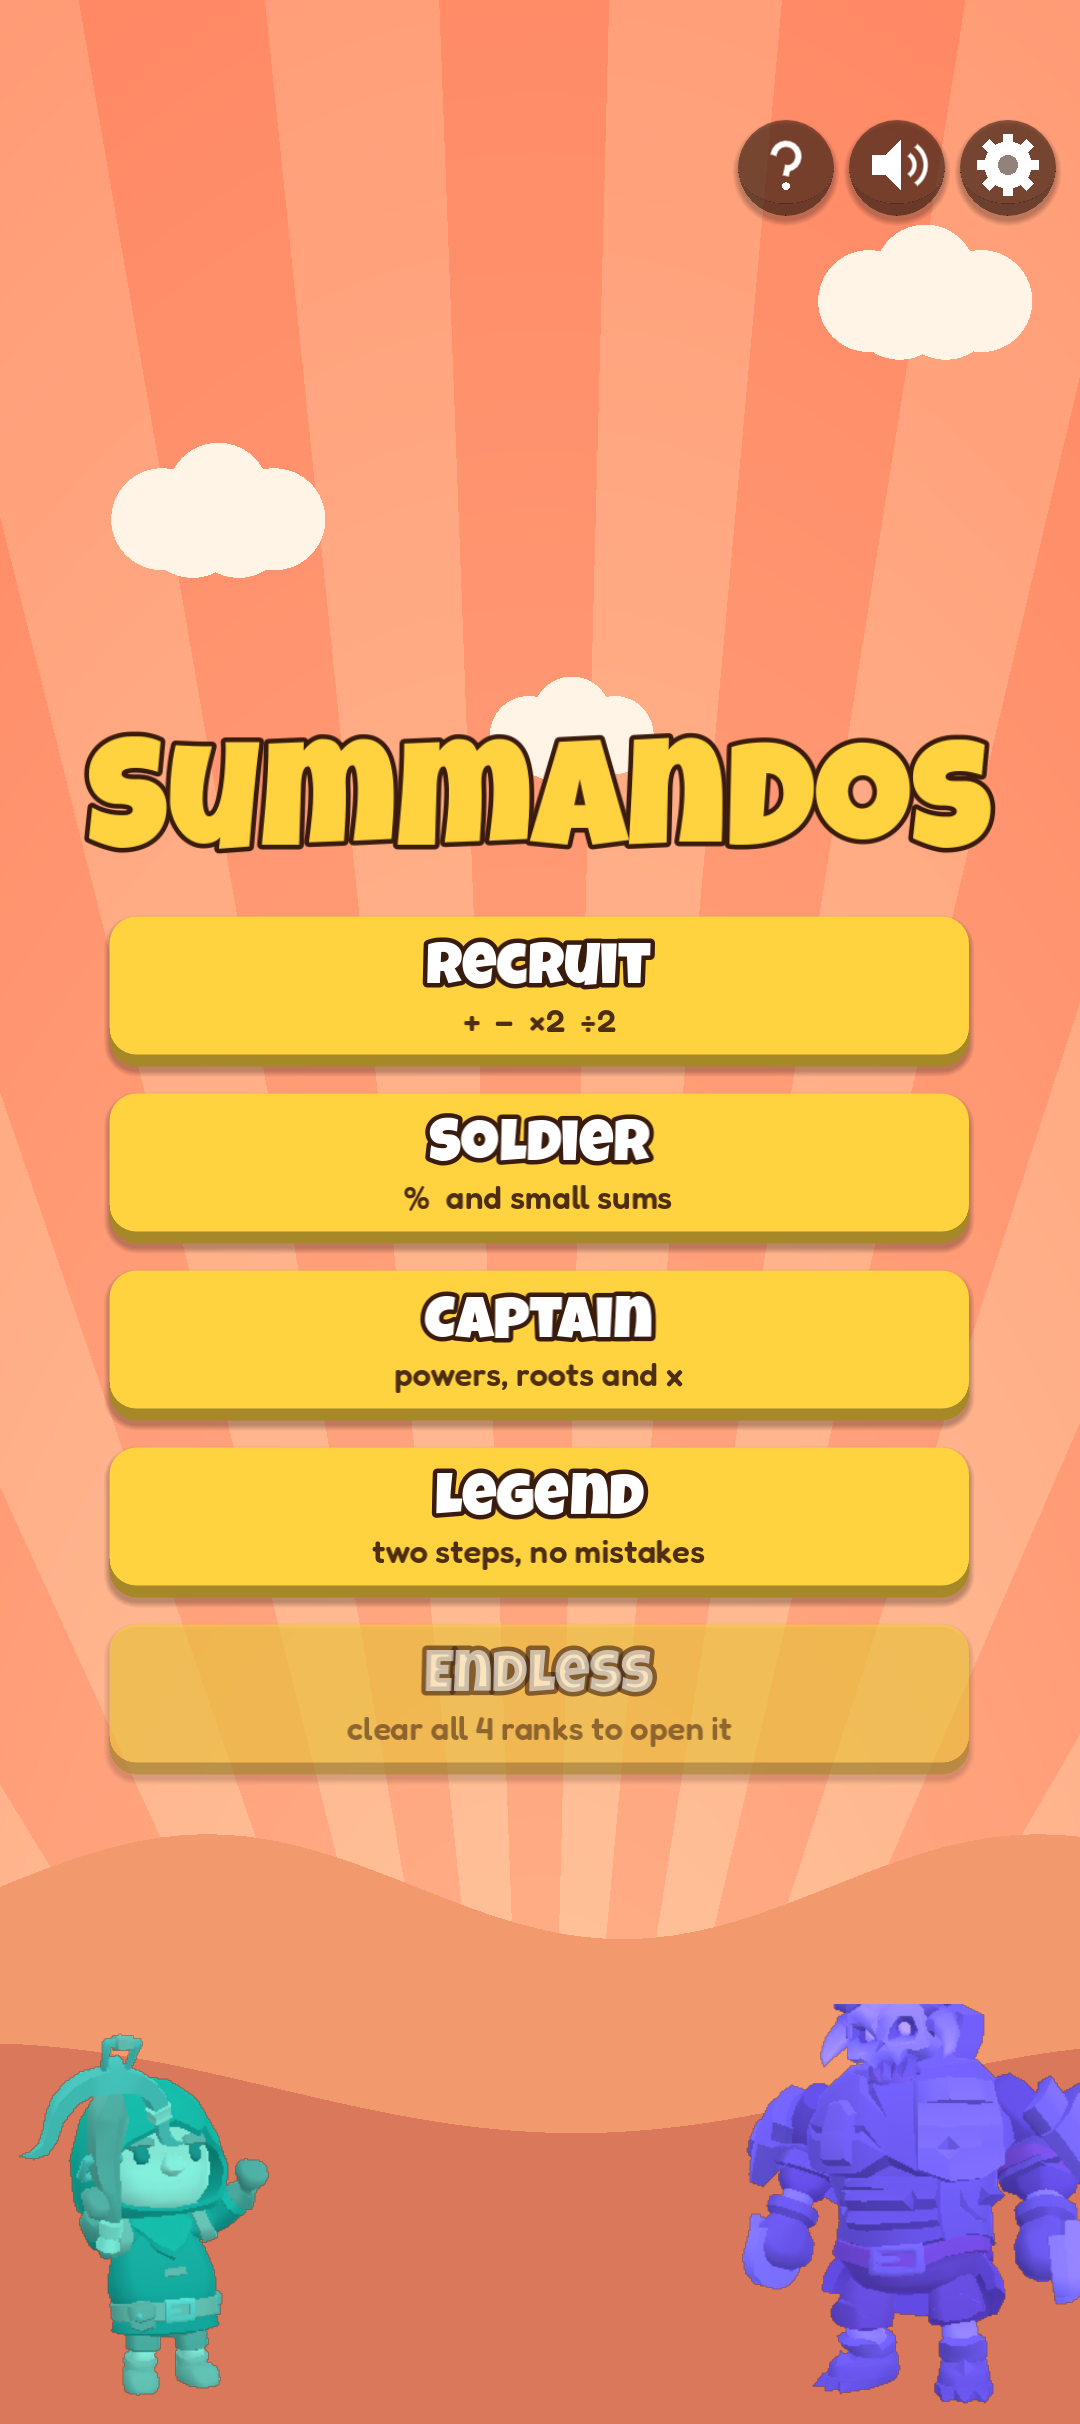 ?
SUMMANDOS
RECRUIT
+ − ×2 ÷2
SOLDIER
% and small sums
CAPTAIN
powers, roots and x
LEGEND
two steps, no mistakes
ENDLESS
clear all 4 ranks to open it